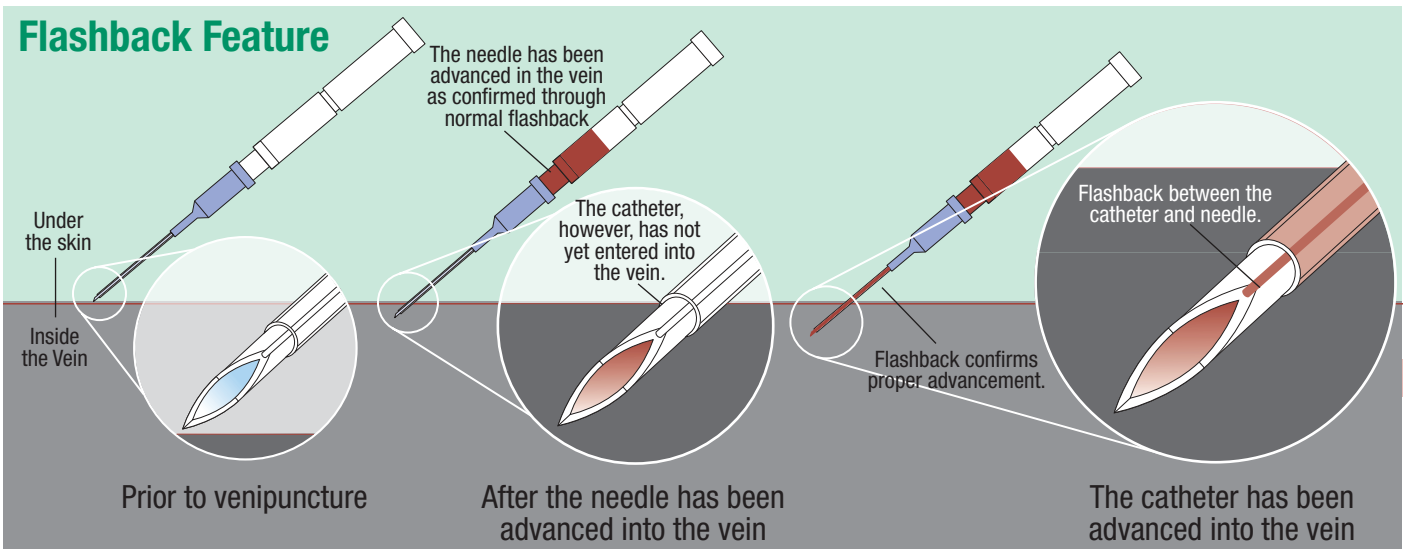 Flashback Feature
Under
the skin
Inside
the Vein
Prior to venipuncture
The needle has been
advanced in the vein
as confirmed through
normal flashback
The catheter,
however, has not
yet entered into
the vein.
After the needle has been
advanced into the vein
Flashback confirms
proper advancement.
Flashback between the
catheter and needle.
The catheter has been
advanced into the vein